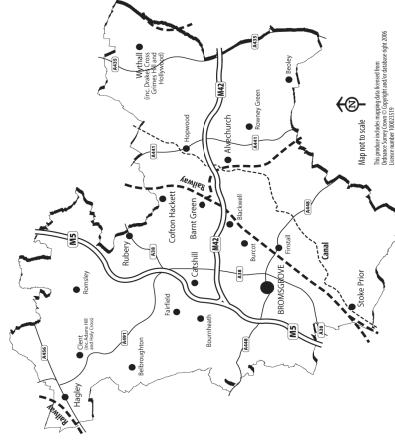 A435
Wythall
(inc. Drakes Cross
Grimes Hill and
Hollywood)
A435
M42
Beoley
Hopwood
A441
Rowney Green
Alvechurch
A441
Map not to scale
N
This product includes mapping data licensed from
Ordnance Survey Crown © Copyright and/or database right 2006
Licence number 100023519
Railway
Cofton Hackett
Barnt Green
Blackwell
A448
M5
Rubery
A38
M42
Burcot
Finstall
Canal
Romsley
Catshill
A38
BROMSGROVE
Stoke Prior
Fairfield
Bournheath
M5
A38
A456
Clent
(inc. Adams Hill
and Holy Cross)
A491
A448
Hagley
Belbroughton
Railway